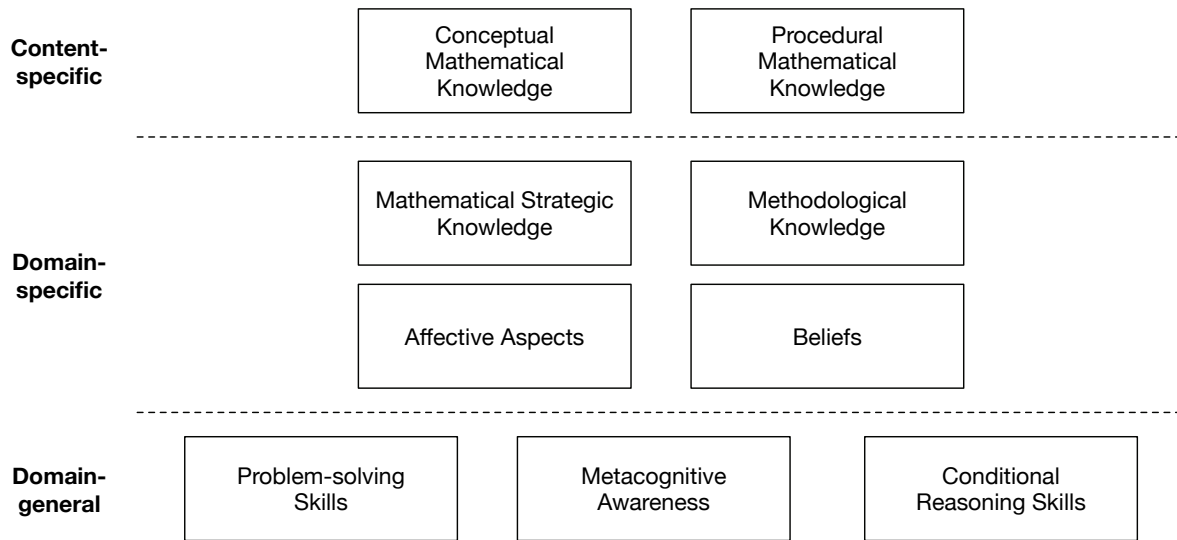 Content-
specific
Conceptual
Mathematical
Knowledge
Procedural
Mathematical
Knowledge
Domain-
specific
Mathematical Strategic
Knowledge
Methodological
Knowledge
Affective Aspects
Beliefs
Domain-
general
Problem-solving
Skills
Metacognitive
Awareness
Conditional
Reasoning Skills